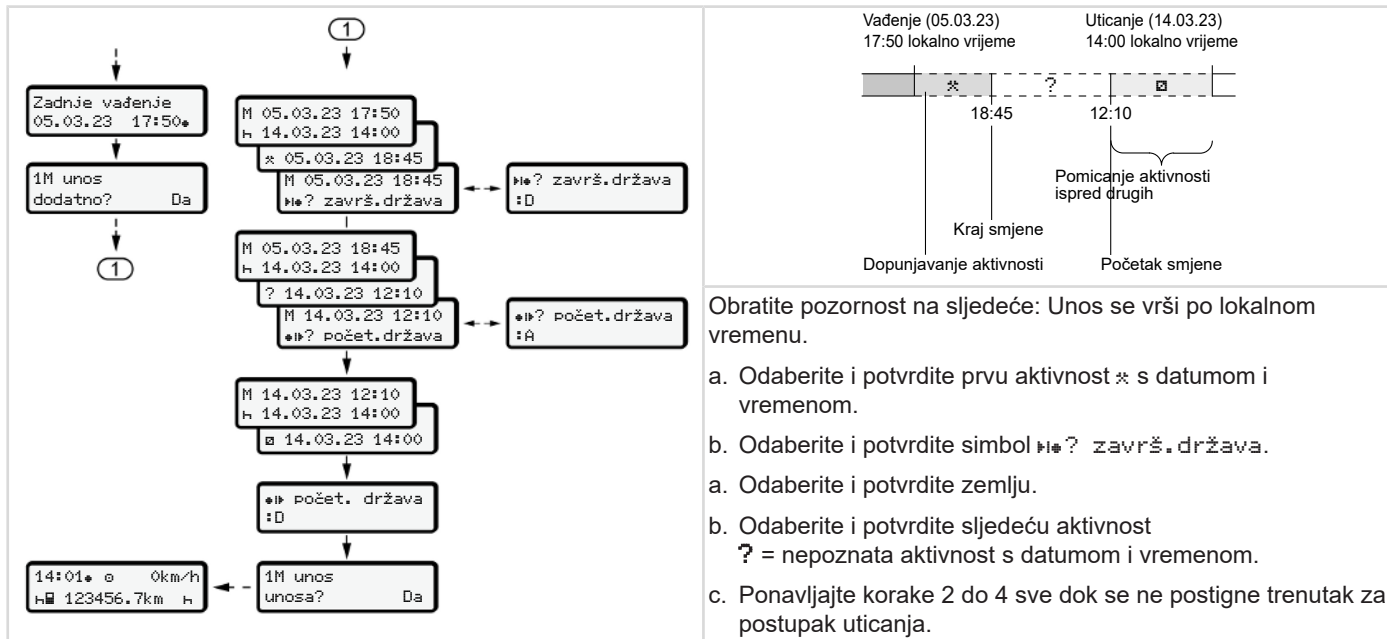 1
Zadnje vađenje
05.03.23 17:50
1M unos
dodatno? Da
1
M 05.03.23 17:50
14.03.23 14:00
05.03.23 18:45
M 05.03.23 18:45
? završ.država
? završ.država
:D
M 05.03.23 18:45
14.03.23 14:00
? 14.03.23 12:10
M 14.03.23 12:10
? počet.država
? počet.država
:A
M 14.03.23 12:10
14.03.23 14:00
14.03.23 14:00
počet. država
:D
1M unos
unosa? Da
14:01 0km/h
123456.7km
Vađenje (05.03.23)
17:50 lokalno vrijeme
Uticanje (14.03.23)
14:00 lokalno vrijeme
?
18:45
12:10
Pomicanje aktivnosti
ispred drugih
Kraj smjene
Dopunjavanje aktivnosti
Početak smjene
Obratite pozornost na sljedeće: Unos se vrši po lokalnom
vremenu.
a. Odaberite i potvrdite prvu aktivnost s datumom i
vremenom.
b. Odaberite i potvrdite simbol ? završ.država.
a. Odaberite i potvrdite zemlju.
b. Odaberite i potvrdite sljedeću aktivnost
? = nepoznata aktivnost s datumom i vremenom.
c. Ponavljajte korake 2 do 4 sve dok se ne postigne trenutak za
postupak uticanja.